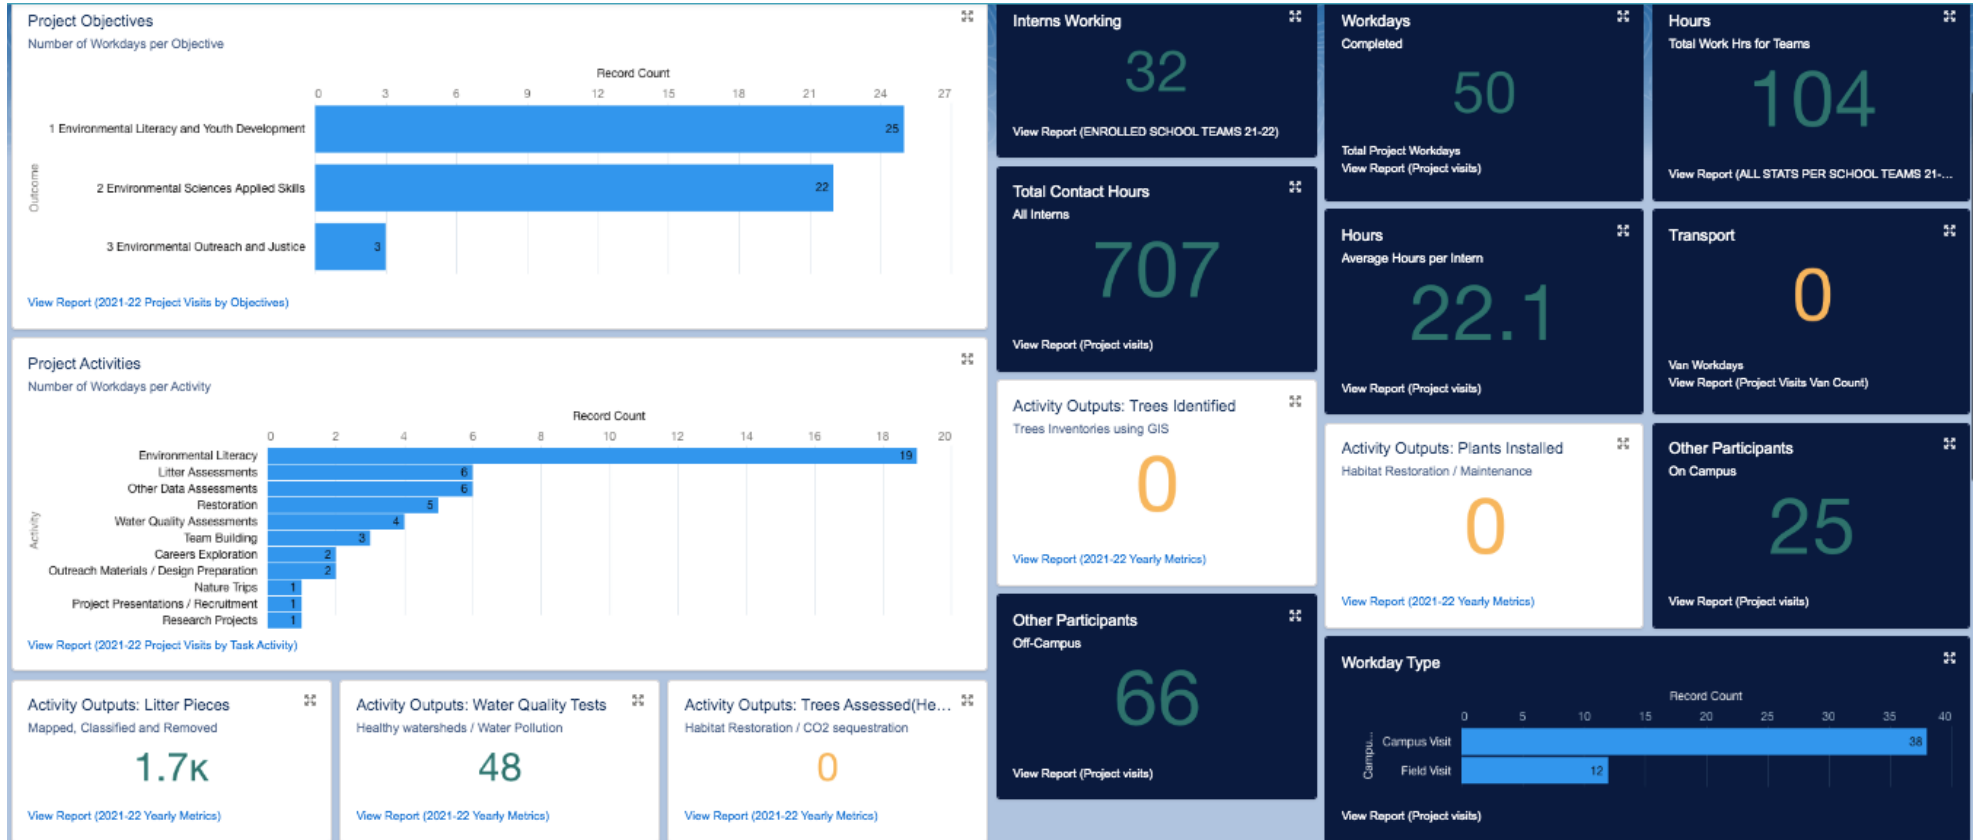 Project Objectives
Number of Workdays per Objective
Record Count
0 3 6 9 12 15 18 21 24 27
Outcome
1 Environmental Literacy and Youth Development 25
2 Environmental Sciences Applied Skills 22
3 Environmental Outreach and Justice 3
View Report (2021-22 Project Visits by Objectives)
Project Activities
Number of Workdays per Activity
Record Count
0 2 4 6 8 10 12 14 16 18 20
Activity
Environmental Literacy 19
Litter Assessments 6
Other Data Assessments 6
Restoration 5
Water Quality Assessments 4
Team Building 3
Careers Exploration 2
Outreach Materials / Design Preparation 2
Nature Trips 1
Project Presentations / Recruitment 1
Research Projects 1
View Report (2021-22 Project Visits by Task Activity)
Activity Outputs: Litter Pieces
Mapped, Classified and Removed
1.7K
View Report (2021-22 Yearly Metrics)
Activity Outputs: Water Quality Tests
Healthy watersheds / Water Pollution
48
View Report (2021-22 Yearly Metrics)
Activity Outputs: Trees Assessed(He...
Habitat Restoration / CO2 sequestration
0
View Report (2021-22 Yearly Metrics)
Interns Working
32
View Report (ENROLLED SCHOOL TEAMS 21-22)
Total Contact Hours
All Interns
707
View Report (Project visits)
Activity Outputs: Trees Identified
Trees Inventories using GIS
0
View Report (2021-22 Yearly Metrics)
Other Participants
Off-Campus
66
View Report (Project visits)
Workdays
Completed
50
Total Project Workdays
View Report (Project visits)
Hours
Average Hours per Intern
22.1
View Report (Project visits)
Activity Outputs: Plants Installed
Habitat Restoration / Maintenance
0
View Report (2021-22 Yearly Metrics)
Hours
Total Work Hrs for Teams
104
View Report (ALL STATS PER SCHOOL TEAMS 21-...
Transport
0
Van Workdays
View Report (Project Visits Van Count)
Other Participants
On Campus
25
View Report (Project visits)
Workday Type
Record Count
0 5 10 15 20 25 30 35 40
Campu...
Campus Visit 38
Field Visit 12
View Report (Project visits)